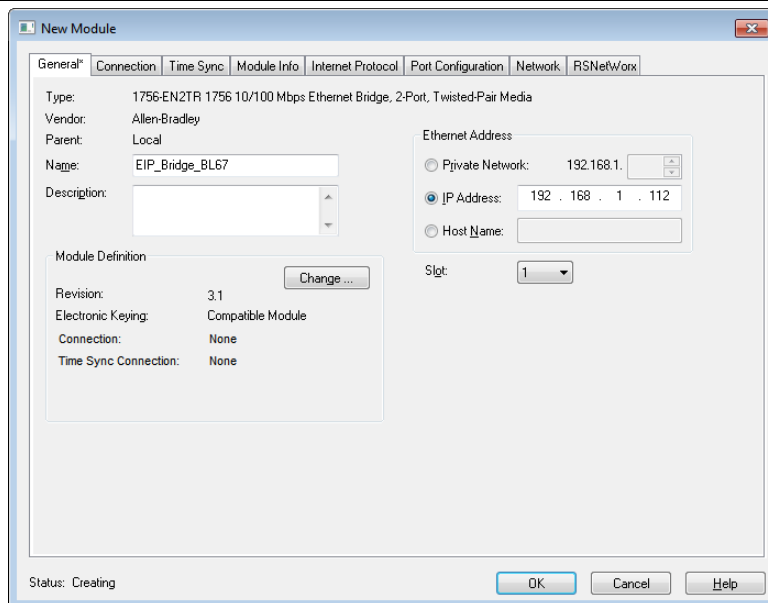 New Module
General* Connection Time Sync Module Info Internet Protocol Port Configuration Network RSNetWorx
Type: 1756-EN2TR 1756 10/100 Mbps Ethernet Bridge, 2-Port, Twisted-Pair Media
Vendor: Allen-Bradley
Parent: Local
Name: EIP_Bridge_BL67
Description:
Ethernet Address
Private Network: 192.168.1.
IP Address: 192 . 168 . 1 . 112
Host Name:
Module Definition
Change ...
Revision: 3.1
Electronic Keying: Compatible Module
Connection: None
Time Sync Connection: None
Slot: 1
Status: Creating
OK Cancel Help